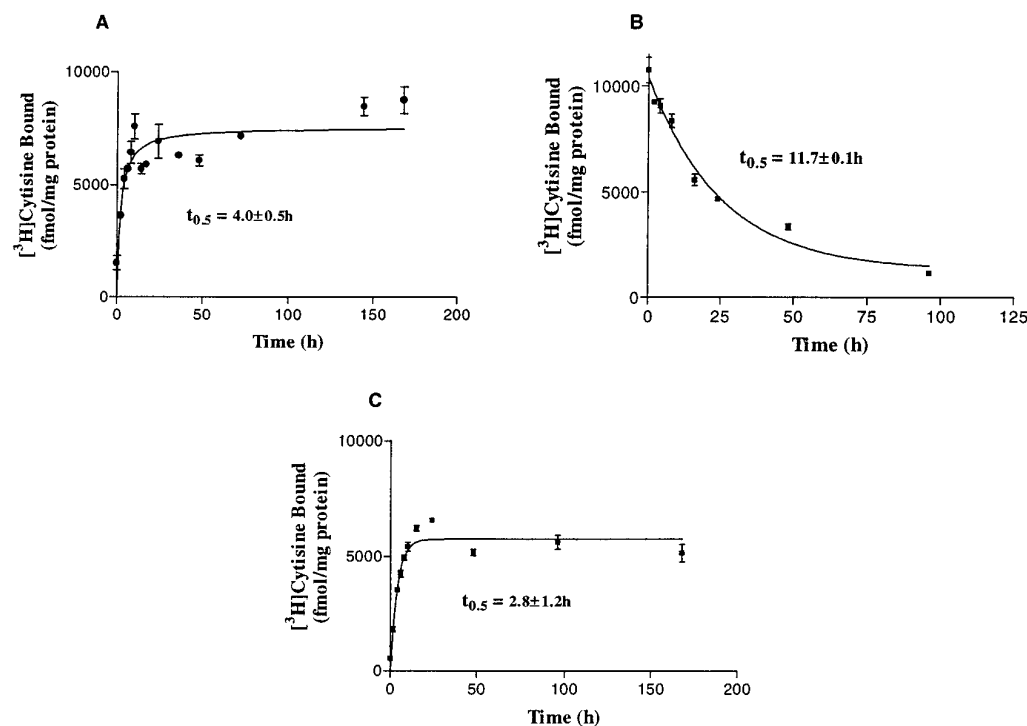 A
[³H]Cytisine Bound
(fmol/mg protein)
10000
5000
0
t0.5 = 4.0±0.5h
0 50 100 150 200
Time (h)
B
[³H]Cytisine Bound
(fmol/mg protein)
10000
5000
0
t0.5 = 11.7±0.1h
0 25 50 75 100 125
Time (h)
C
[³H]Cytisine Bound
(fmol/mg protein)
10000
5000
0
t0.5 = 2.8±1.2h
0 50 100 150 200
Time (h)